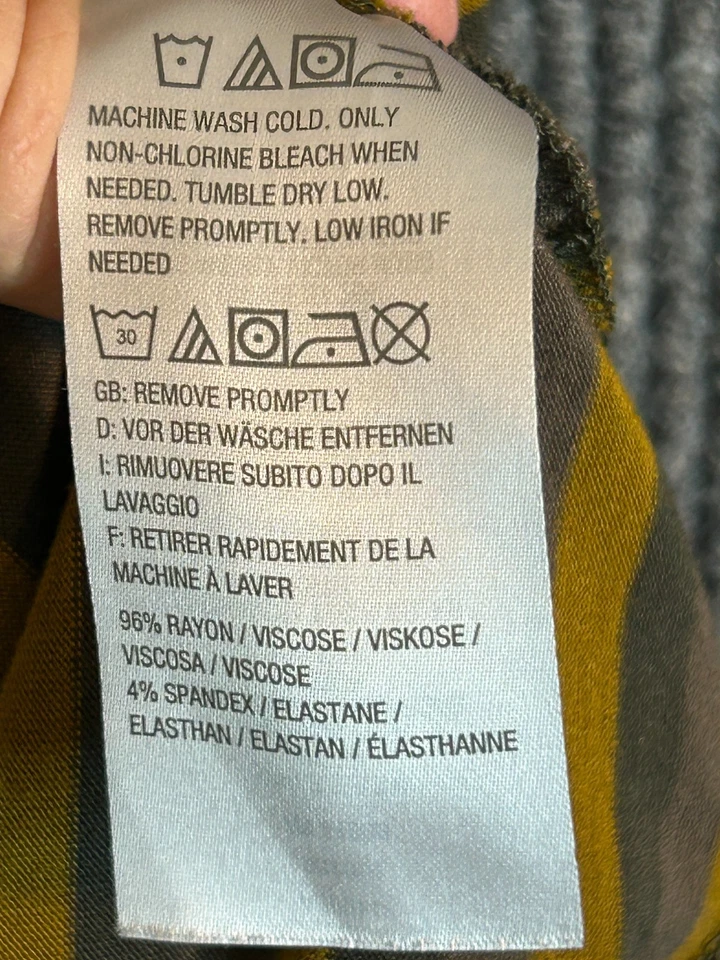 MACHINE WASH COLD. ONLY
NON-CHLORINE BLEACH WHEN
NEEDED. TUMBLE DRY LOW.
REMOVE PROMPTLY. LOW IRON IF
NEEDED
30
GB: REMOVE PROMPTLY
D: VOR DER WÄSCHE ENTFERNEN
I: RIMUOVERE SUBITO DOPO IL
LAVAGGIO
F: RETIRER RAPIDEMENT DE LA
MACHINE À LAVER
96% RAYON / VISCOSE / VISKOSE /
VISCOSA / VISCOSE
4% SPANDEX / ELASTANE /
ELASTHAN / ELASTAN / ÉLASTHANNE